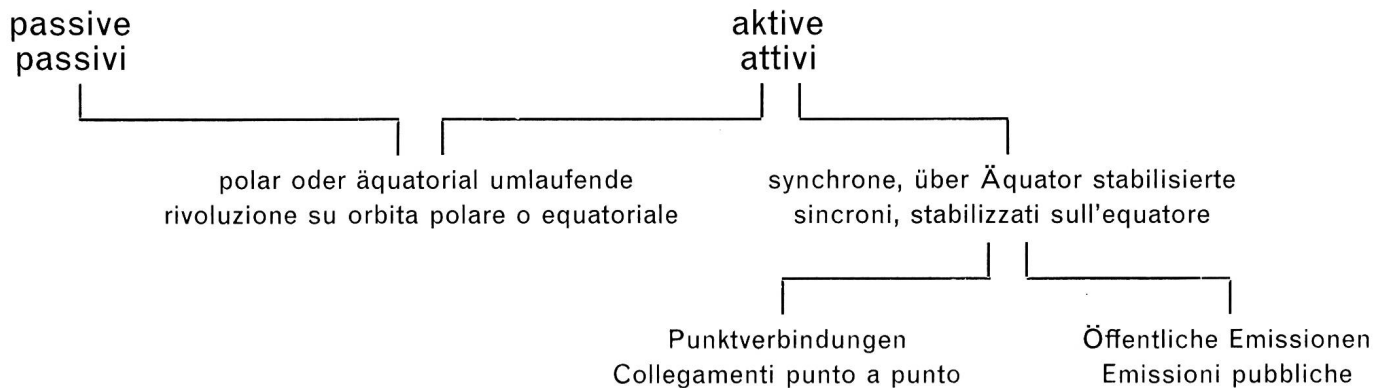 passive
passivi
aktive
attivi
polar oder äquatorial umlaufende
rivoluzione su orbita polare o equatoriale
synchrone, über Äquator stabilisierte
sincroni, stabilizzati sull'equatore
Punktverbindungen
Collegamenti punto a punto
Öffentliche Emissionen
Emissioni pubbliche